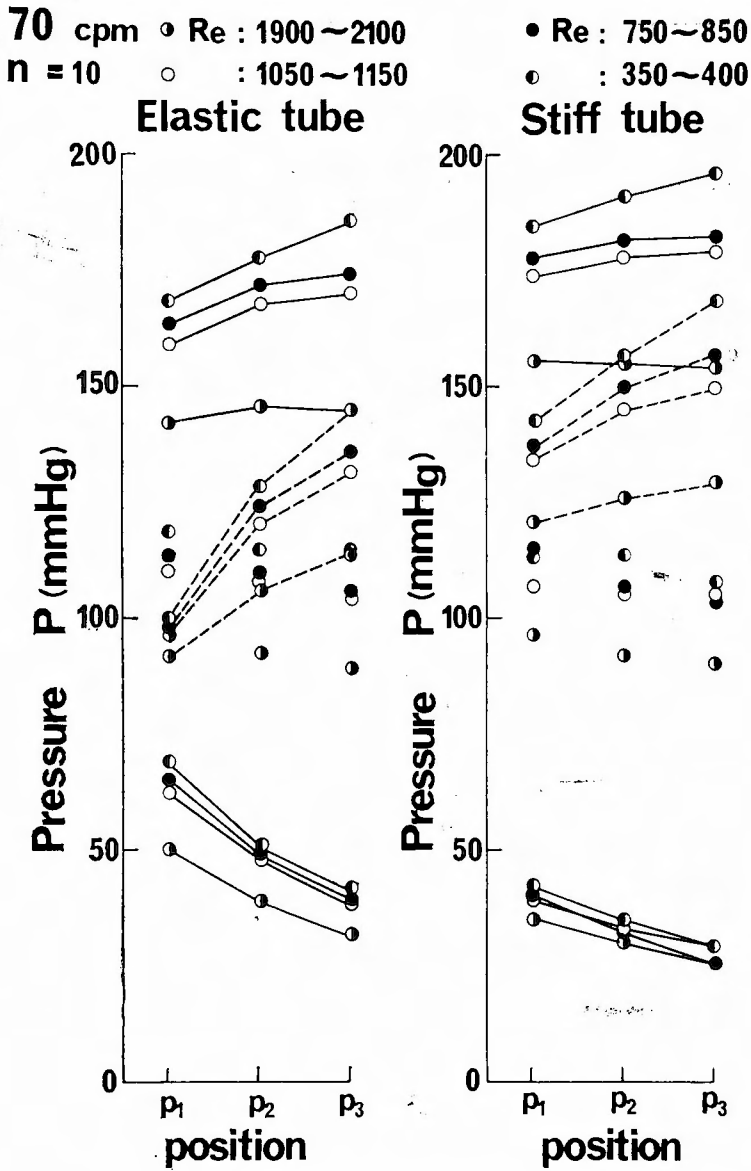 70 cpm ◑ Re : 1900~2100 ● Re : 750~850
n = 10 ○ : 1050~1150 ◐ : 350~400
Elastic tube Stiff tube
200 200
150 150
100 100
50 50
0 0
Pressure P (mmHg) Pressure P (mmHg)
p₁ p₂ p₃ p₁ p₂ p₃
position position